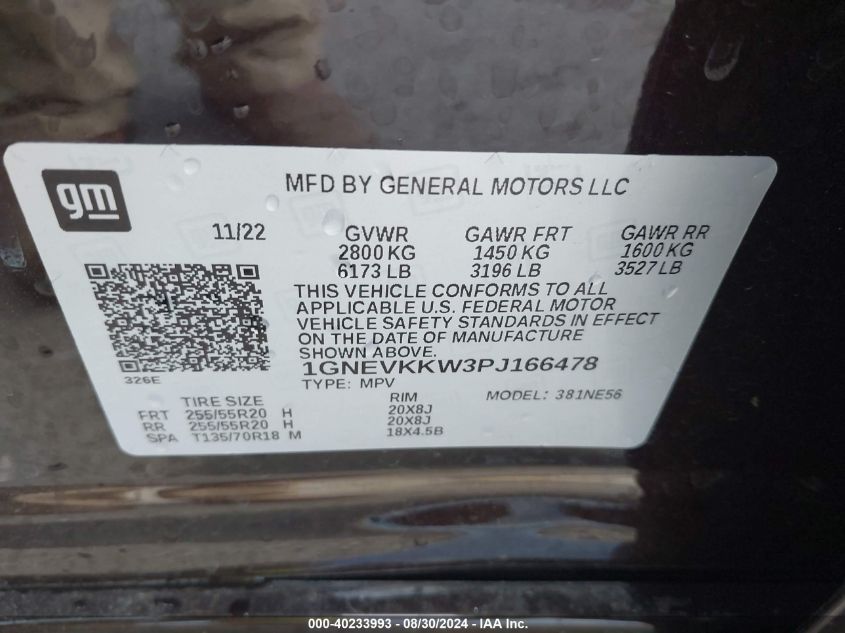 gm
MFD BY GENERAL MOTORS LLC
11/22 GVWR GAWR FRT GAWR RR
2800 KG 1450 KG 1600 KG
6173 LB 3196 LB 3527 LB
THIS VEHICLE CONFORMS TO ALL
APPLICABLE U.S. FEDERAL MOTOR
VEHICLE SAFETY STANDARDS IN EFFECT
ON THE DATE OF MANUFACTURE
SHOWN ABOVE.
326E
1GNEVKKW3PJ166478
TYPE: MPV MODEL: 381NE56
TIRE SIZE RIM
FRT 255/55R20 H 20X8J
RR 255/55R20 H 20X8J
SPA T135/70R18 M 18X4.5B
000-40233993 - 08/30/2024 - IAA Inc.